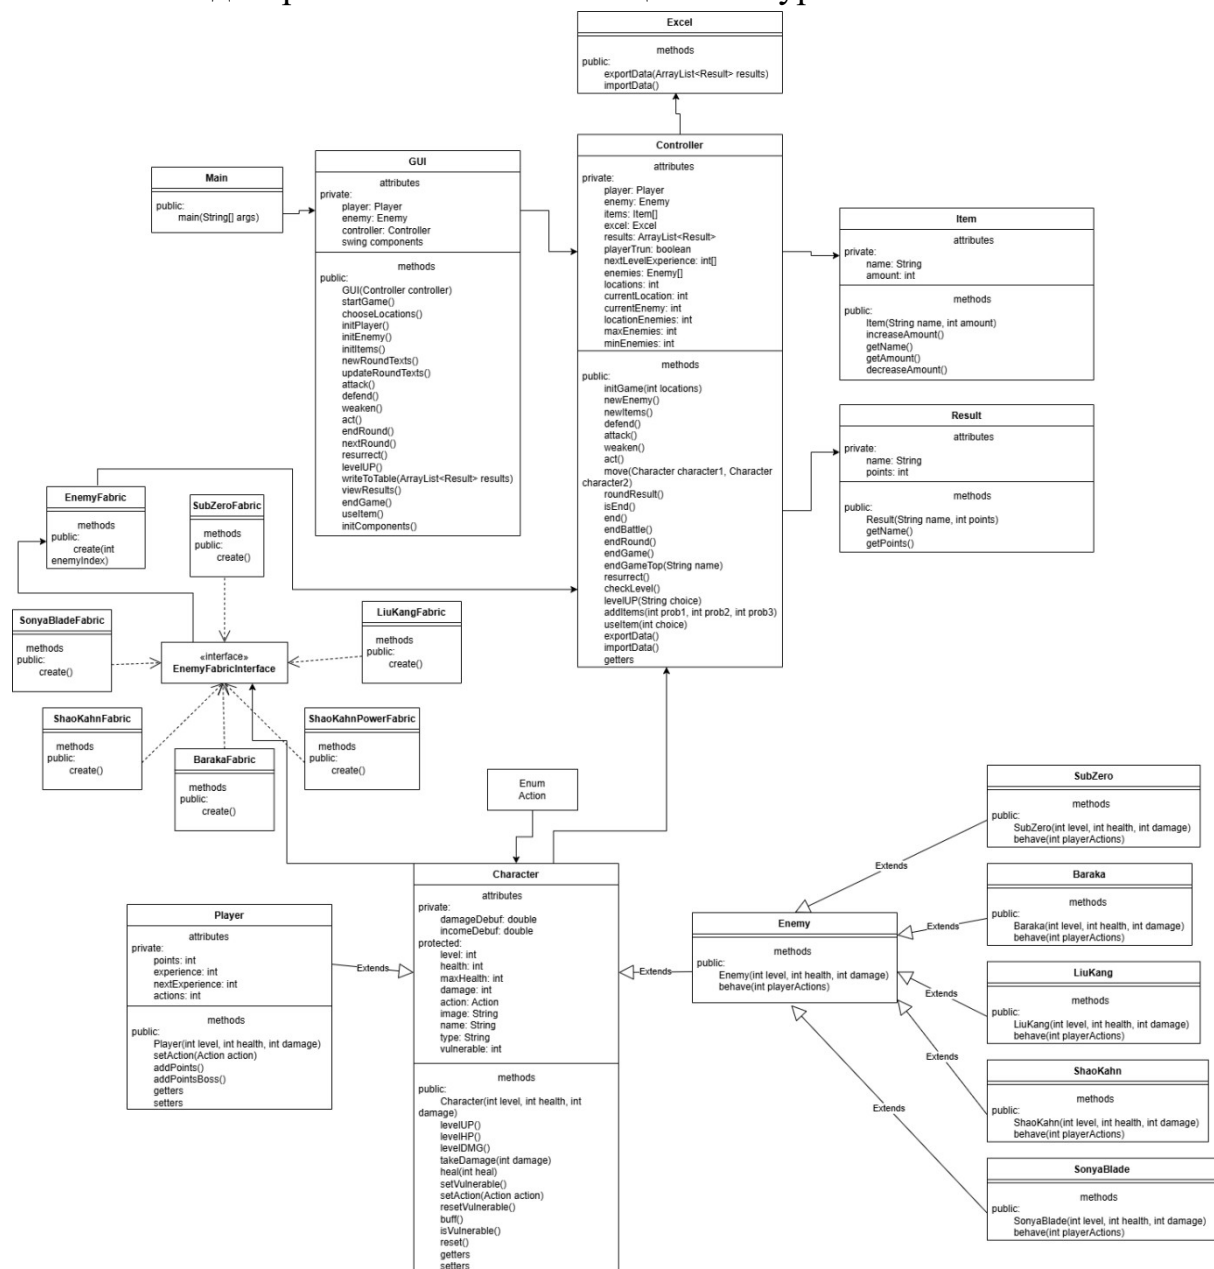 Excel
methods
public:
exportData(ArrayList<Result> results)
importData()
Main
public:
main(String[] args)
GUI
attributes
private:
player: Player
enemy: Enemy
controller: Controller
swing components
methods
public:
GUI(Controller controller)
startGame()
chooseLocations()
initPlayer()
initEnemy()
initItems()
newRoundTexts()
updateRoundTexts()
attack()
defend()
weaken()
act()
endRound()
nextRound()
resurrect()
levelUP()
writeToTable(ArrayList<Result> results)
viewResults()
endGame()
useItem()
initComponents()
Controller
attributes
private:
player: Player
enemy: Enemy
items: Item[]
excel: Excel
results: ArrayList<Result>
playerTrun: boolean
nextLevelExperience: int[]
enemies: Enemy[]
locations: int
currentLocation: int
currentEnemy: int
locationEnemies: int
maxEnemies: int
minEnemies: int
methods
public:
initGame(int locations)
newEnemy()
newItems()
defend()
attack()
weaken()
act()
move(Character character1, Character
character2)
roundResult()
isEnd()
end()
endBattle()
endRound()
endGame()
endGameTop(String name)
resurrect()
checkLevel()
levelUP(String choice)
addItems(int prob1, int prob2, int prob3)
useItem(int choice)
exportData()
importData()
getters
Item
attributes
private:
name: String
amount: int
methods
public:
Item(String name, int amount)
increaseAmount()
getName()
getAmount()
decreaseAmount()
Result
attributes
private:
name: String
points: int
methods
public:
Result(String name, int points)
getName()
getPoints()
EnemyFabric
methods
public:
create(int
enemyIndex)
SubZeroFabric
methods
public:
create()
SonyaBladeFabric
methods
public:
create()
«interface»
EnemyFabricInterface
LiuKangFabric
methods
public:
create()
ShaoKahnFabric
methods
public:
create()
BarakaFabric
methods
public:
create()
ShaoKahnPowerFabric
methods
public:
create()
Enum
Action
Player
attributes
private:
points: int
experience: int
nextExperience: int
actions: int
methods
public:
Player(int level, int health, int damage)
setAction(Action action)
addPoints()
addPointsBoss()
getters
setters
Extends
Character
attributes
private:
damageDebuf: double
incomeDebuf: double
protected:
level: int
health: int
maxHealth: int
damage: int
action: Action
image: String
name: String
type: String
vulnerable: int
methods
public:
Character(int level, int health, int
damage)
levelUP()
levelHP()
levelDMG()
takeDamage(int damage)
heal(int heal)
setVulnerable()
setAction(Action action)
resetVulnerable()
buff()
isVulnerable()
reset()
getters
setters
Extends
Enemy
methods
public:
Enemy(int level, int health, int damage)
behave(int playerActions)
Extends
Extends
Extends
Extends
Extends
SubZero
methods
public:
SubZero(int level, int health, int damage)
behave(int playerActions)
Baraka
methods
public:
Baraka(int level, int health, int damage)
behave(int playerActions)
LiuKang
methods
public:
LiuKang(int level, int health, int damage)
behave(int playerActions)
ShaoKahn
methods
public:
ShaoKahn(int level, int health, int damage)
behave(int playerActions)
SonyaBlade
methods
public:
SonyaBlade(int level, int health, int damage)
behave(int playerActions)